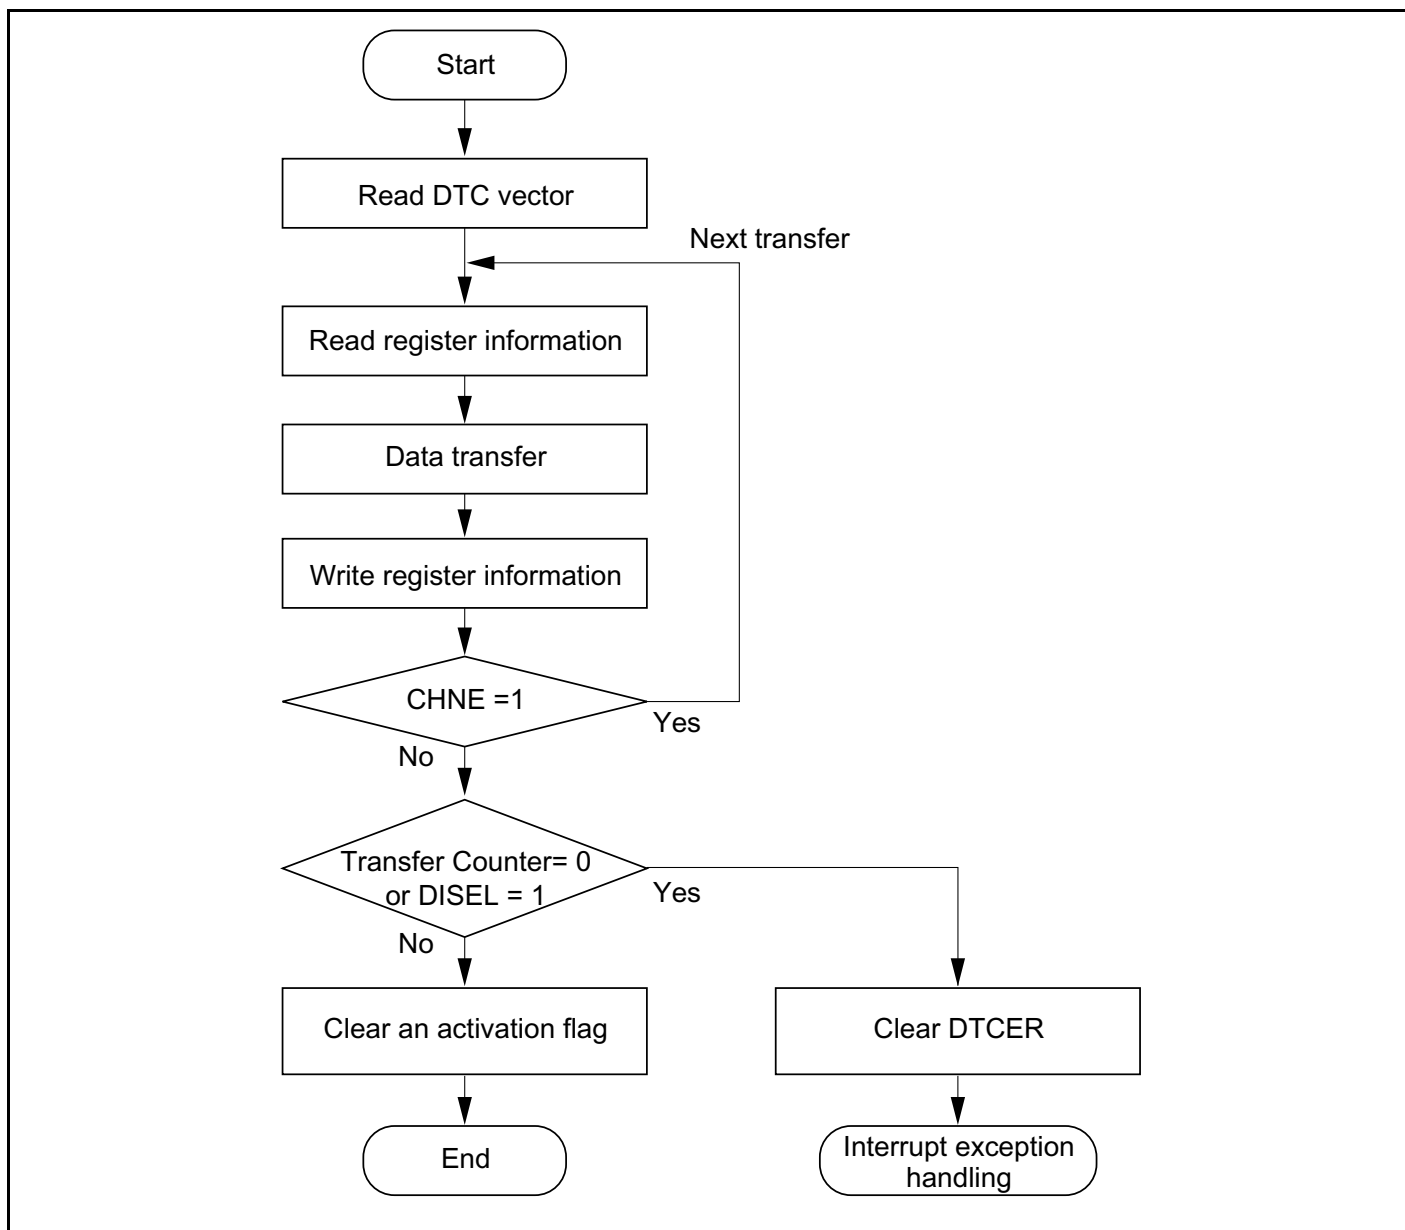 Start
Read DTC vector
Next transfer
Read register information
Data transfer
Write register information
CHNE =1
Yes
No
Transfer Counter= 0
or DISEL = 1
Yes
No
Clear an activation flag
Clear DTCER
End
Interrupt exception
handling